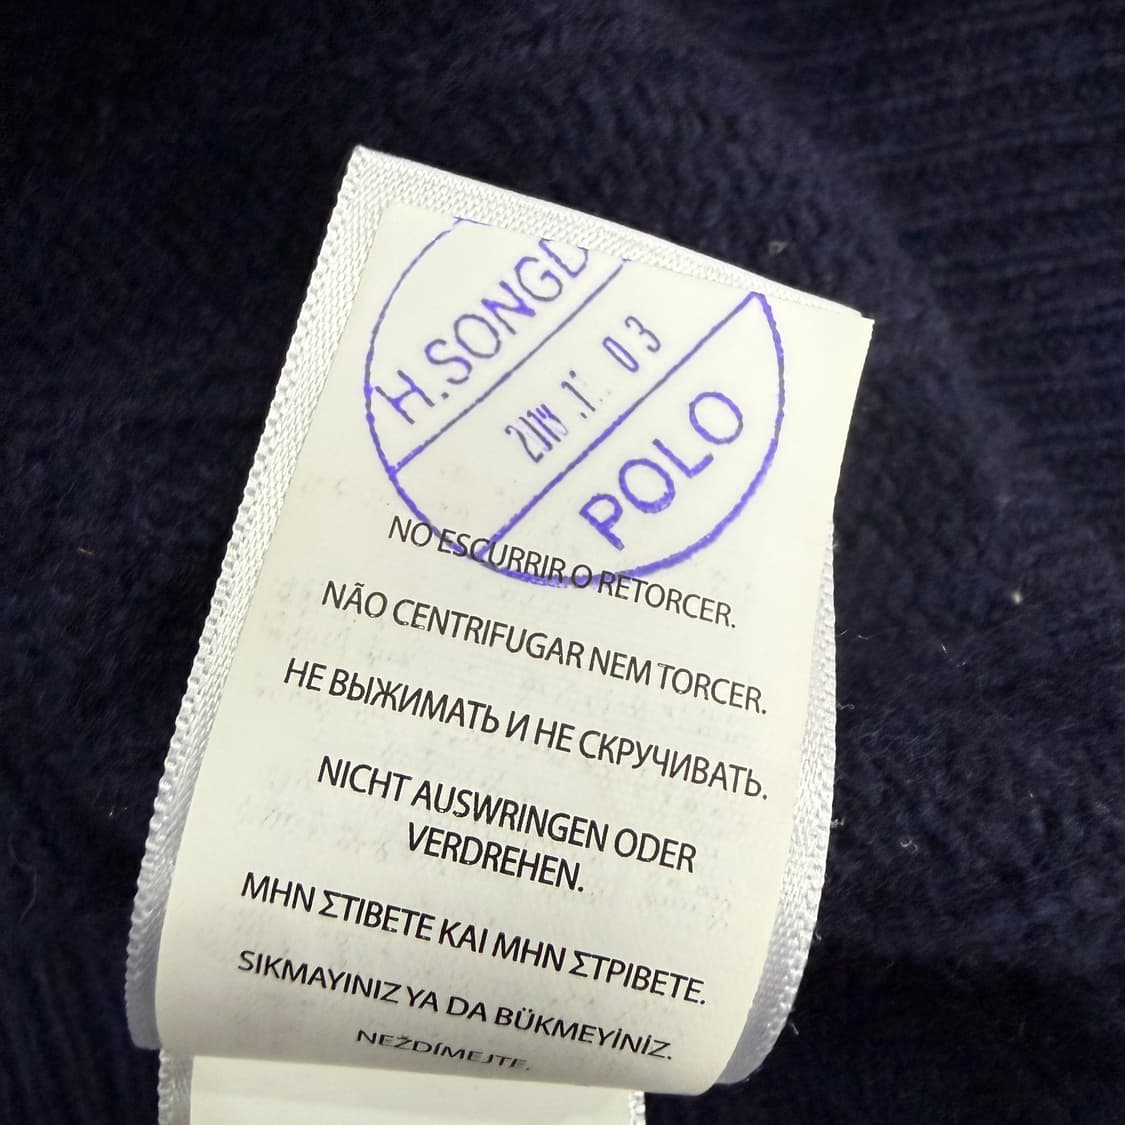 H.SONGD
03
POLO
NO ESCURRIR O RETORCER.
NÃO CENTRIFUGAR NEM TORCER.
НЕ ВЫЖИМАТЬ И НЕ СКРУЧИВАТЬ.
NICHT AUSWRINGEN ODER
VERDREHEN.
ΜΗΝ ΣΤΙΒΕΤΕ ΚΑΙ ΜΗΝ ΣΤΡΙΒΕΤΕ.
SIKMAYINIZ YA DA BÜKMEYİNİZ.
NEŽDÍMEJTE.